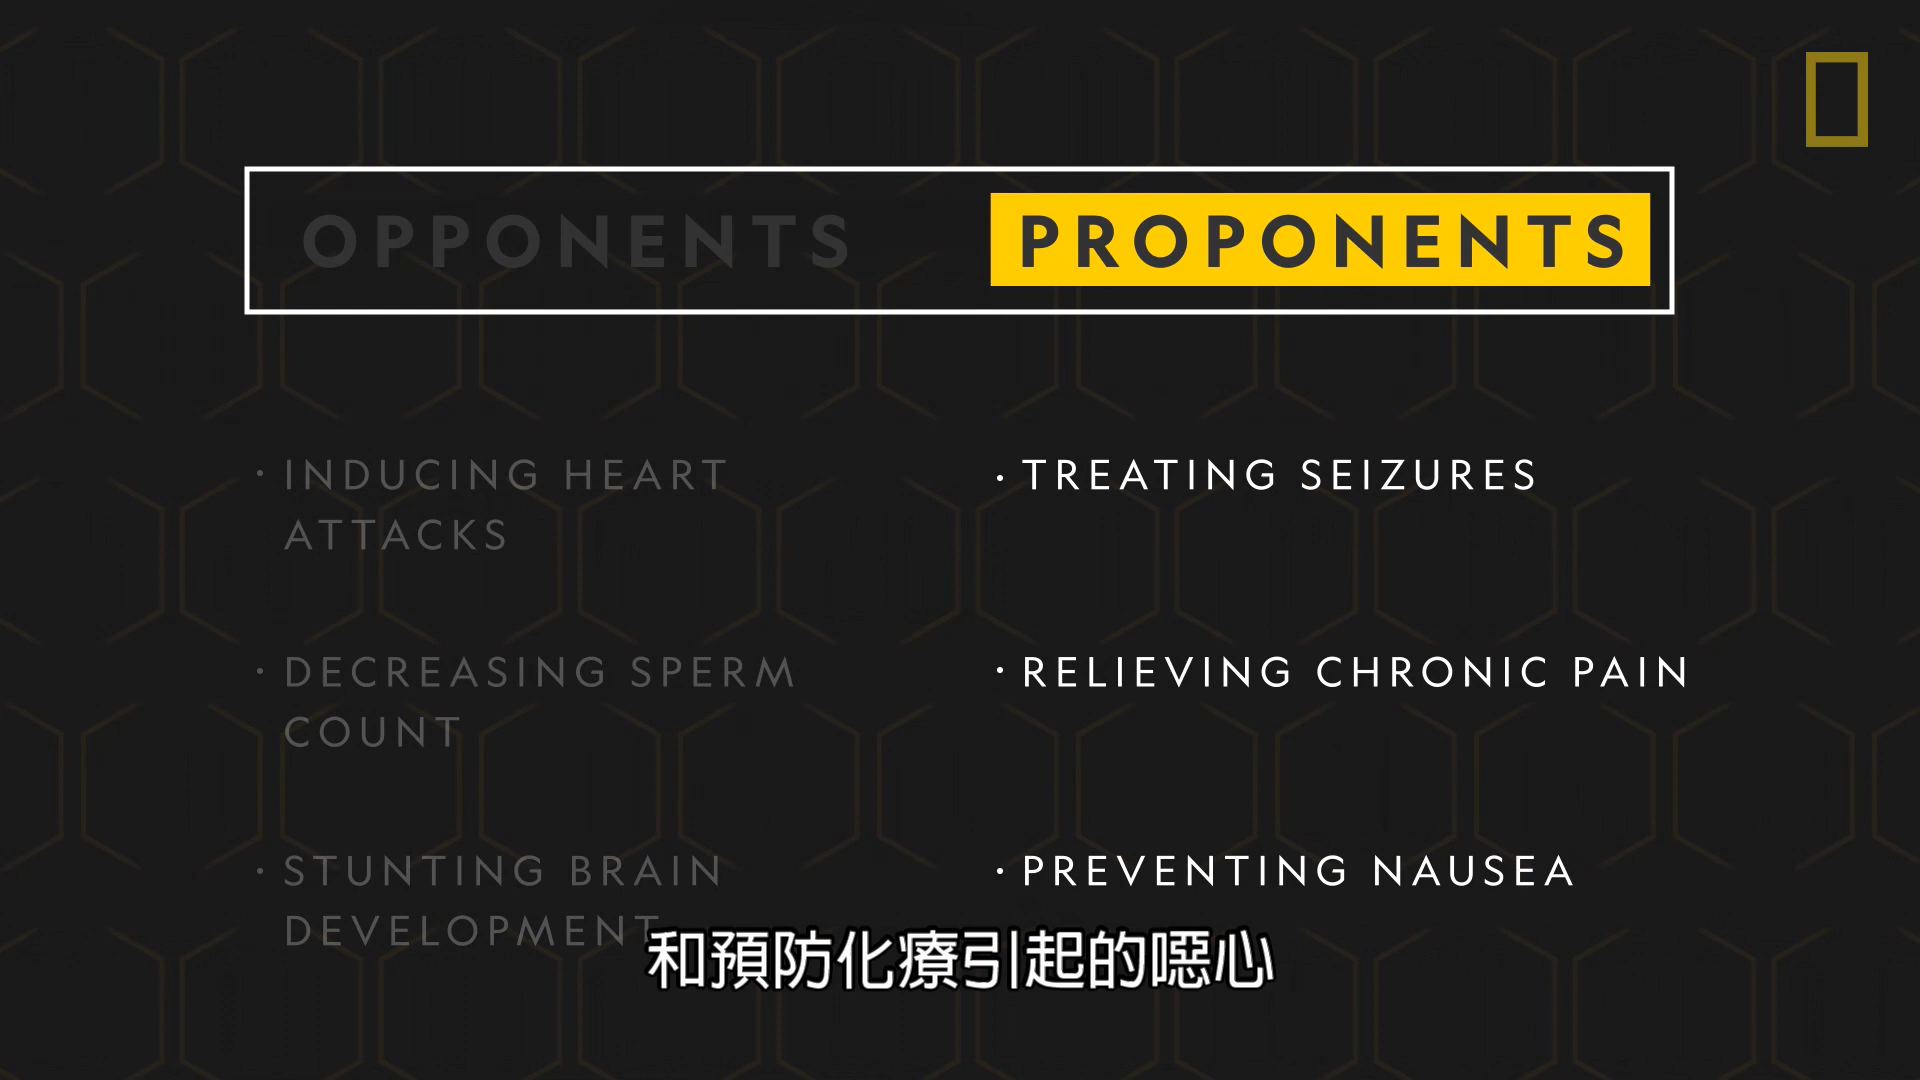 OPPONENTS
PROPONENTS
· INDUCING HEART
ATTACKS
· DECREASING SPERM
COUNT
· STUNTING BRAIN
DEVELOPMENT
· TREATING SEIZURES
· RELIEVING CHRONIC PAIN
· PREVENTING NAUSEA
和預防化療引起的噁心